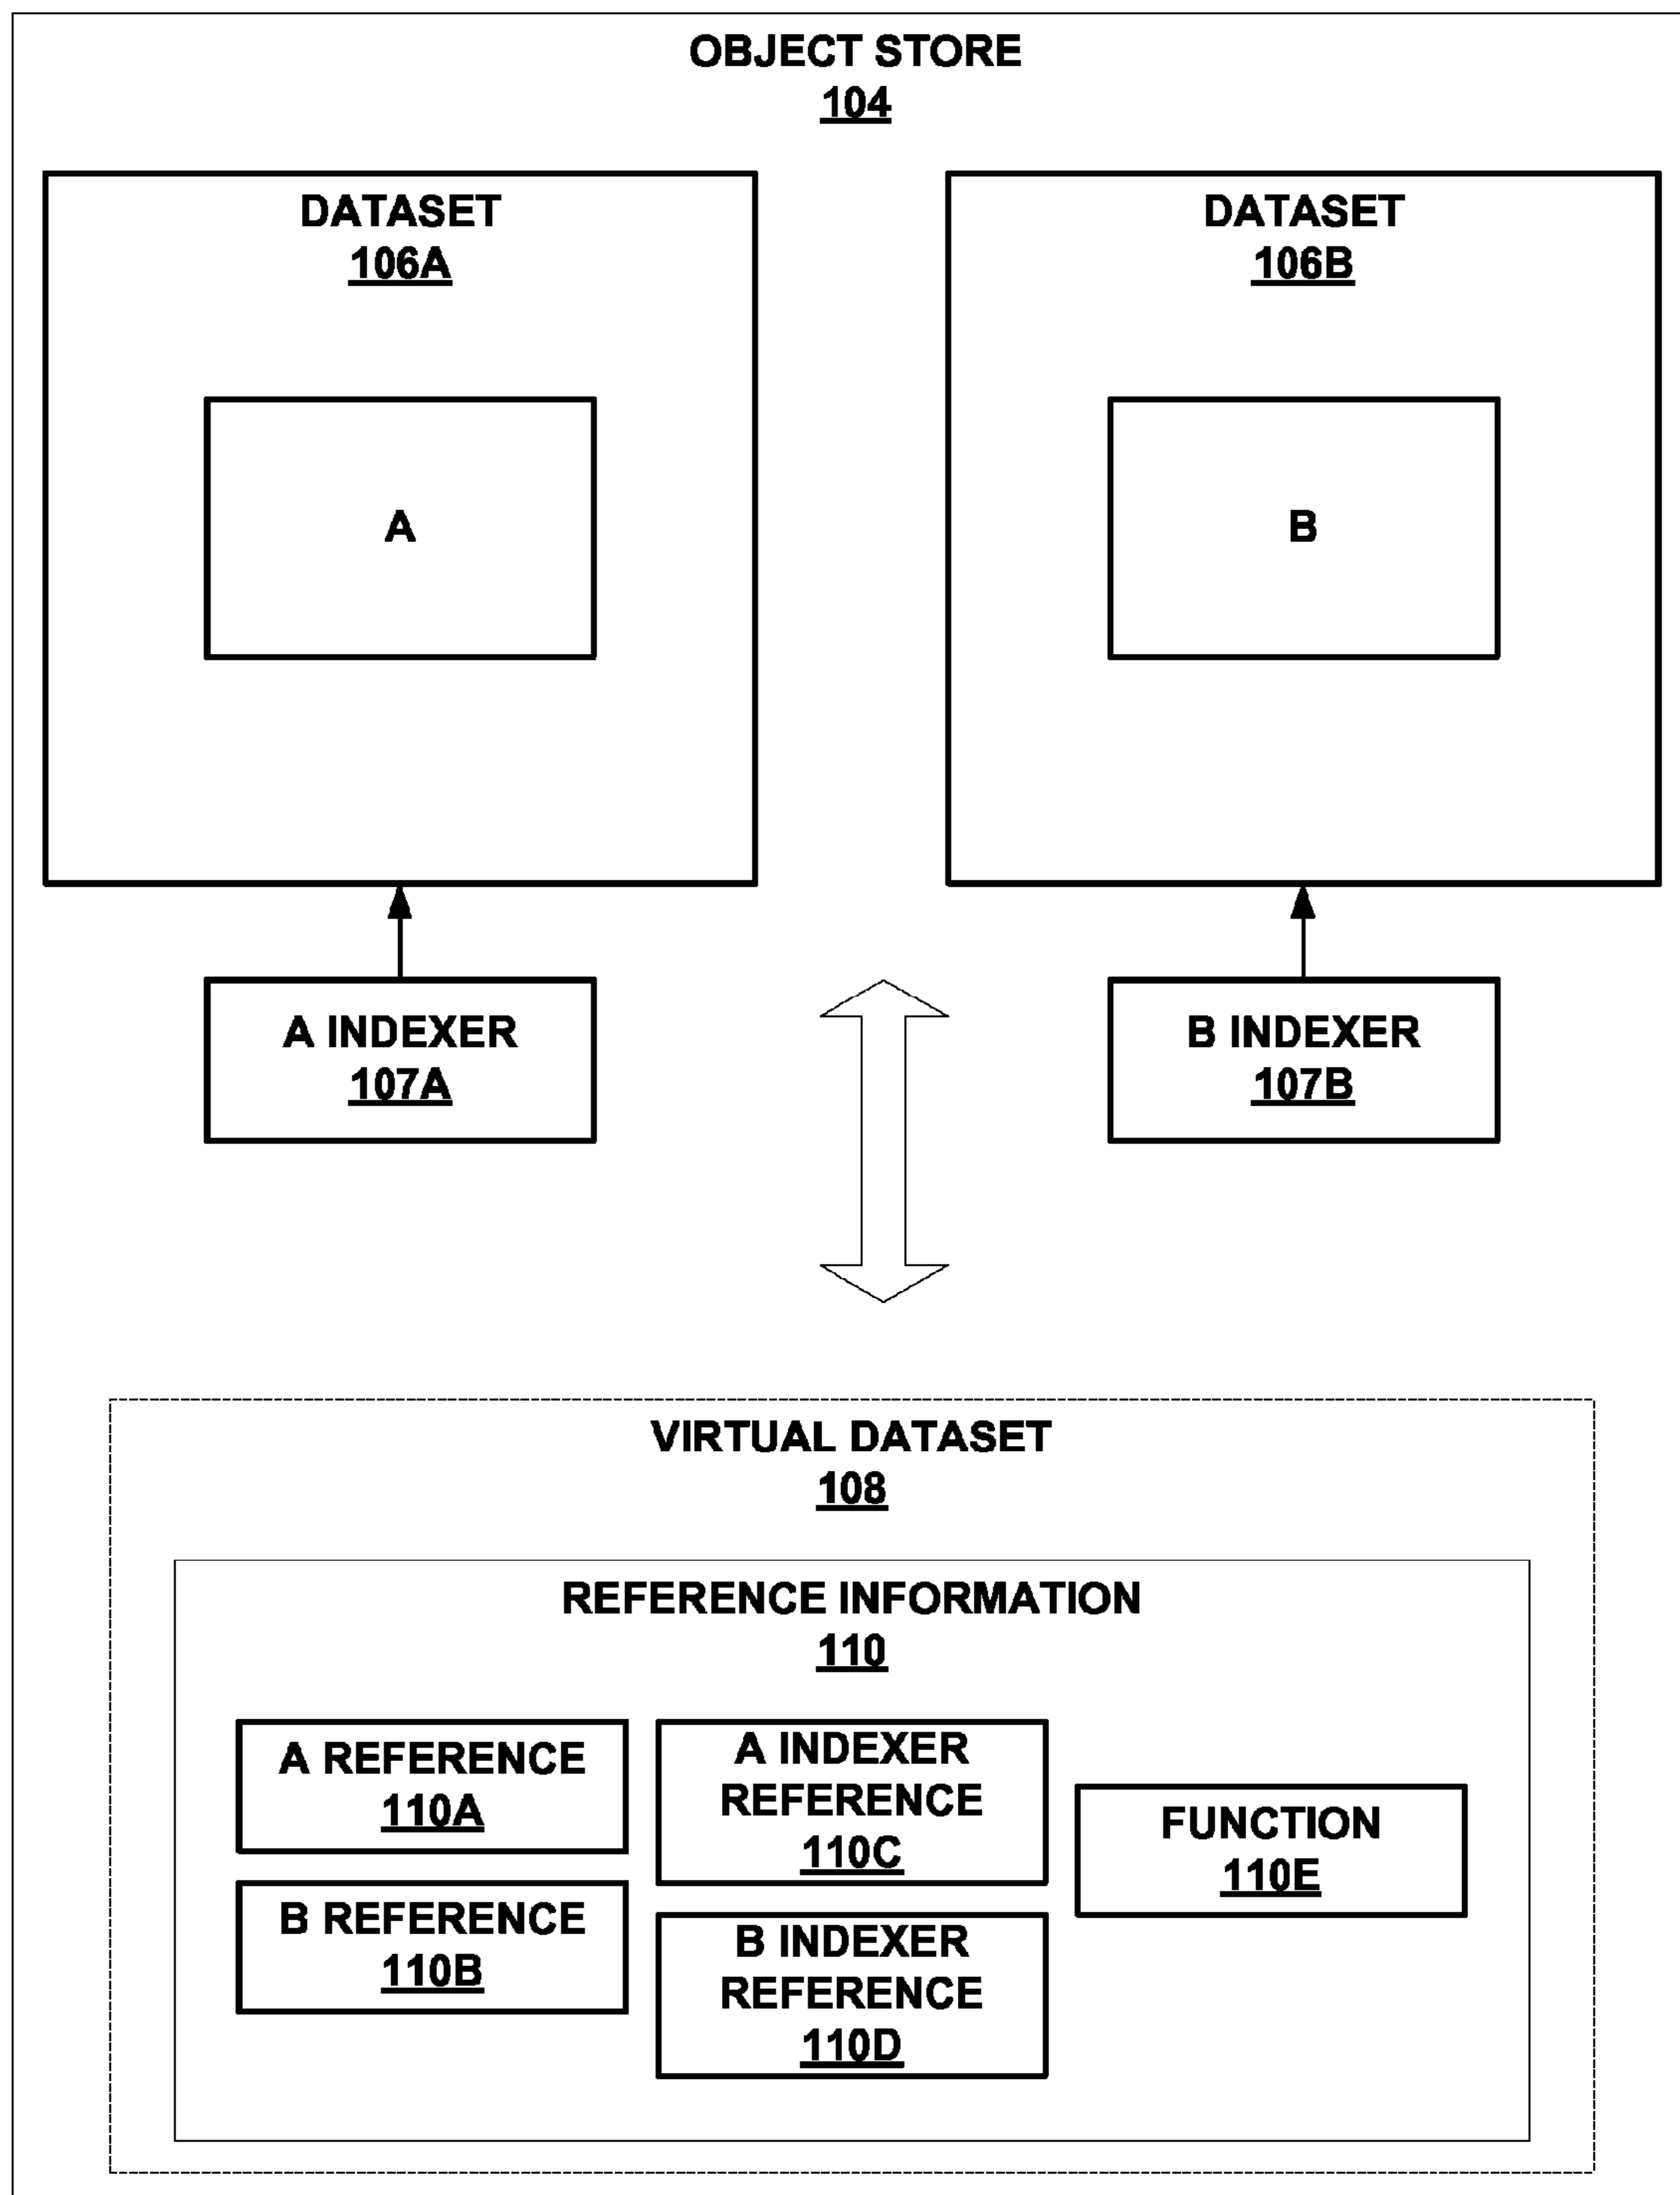 OBJECT STORE
104
DATASET
106A
A
DATASET
106B
B
A INDEXER
107A
B INDEXER
107B
VIRTUAL DATASET
108
REFERENCE INFORMATION
110
A REFERENCE
110A
B REFERENCE
110B
A INDEXER
REFERENCE
110C
B INDEXER
REFERENCE
110D
FUNCTION
110E